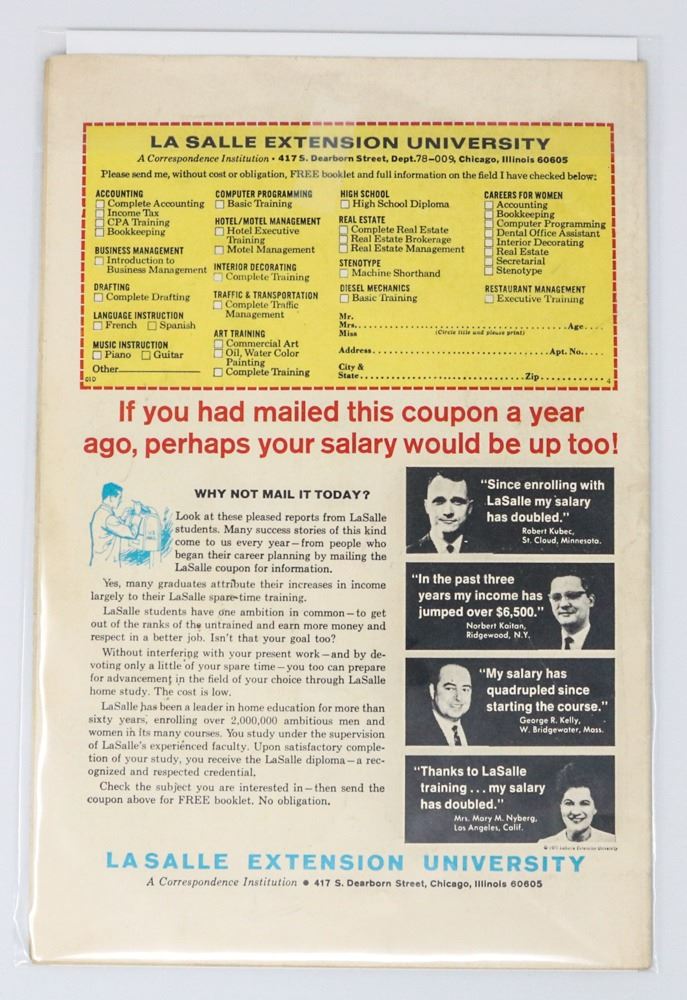 LA SALLE EXTENSION UNIVERSITY
A Correspondence Institution • 417 S. Dearborn Street, Dept.78-009, Chicago, Illinois 60605
Please send me, without cost or obligation, FREE booklet and full information on the field I have checked below:
ACCOUNTING
Complete Accounting
Income Tax
CPA Training
Bookkeeping
BUSINESS MANAGEMENT
Introduction to
Business Management
DRAFTING
Complete Drafting
LANGUAGE INSTRUCTION
French Spanish
MUSIC INSTRUCTION
Piano Guitar
Other
01D
COMPUTER PROGRAMMING
Basic Training
HOTEL/MOTEL MANAGEMENT
Hotel Executive
Training
Motel Management
INTERIOR DECORATING
Complete Training
TRAFFIC & TRANSPORTATION
Complete Traffic
Management
ART TRAINING
Commercial Art
Oil, Water Color
Painting
Complete Training
HIGH SCHOOL
High School Diploma
REAL ESTATE
Complete Real Estate
Real Estate Brokerage
Real Estate Management
STENOTYPE
Machine Shorthand
DIESEL MECHANICS
Basic Training
CAREERS FOR WOMEN
Accounting
Bookkeeping
Computer Programming
Dental Office Assistant
Interior Decorating
Real Estate
Secretarial
Stenotype
RESTAURANT MANAGEMENT
Executive Training
Mr.
Mrs. Age
Miss (Circle title and please print)
Address Apt. No.
City &
State Zip
4
If you had mailed this coupon a year
ago, perhaps your salary would be up too!
WHY NOT MAIL IT TODAY?
Look at these pleased reports from LaSalle
students. Many success stories of this kind
come to us every year—from people who
began their career planning by mailing the
LaSalle coupon for information.
Yes, many graduates attribute their increases in income
largely to their LaSalle spare-time training.
LaSalle students have one ambition in common—to get
out of the ranks of the untrained and earn more money and
respect in a better job. Isn't that your goal too?
Without interfering with your present work—and by de-
voting only a little of your spare time—you too can prepare
for advancement in the field of your choice through LaSalle
home study. The cost is low.
LaSalle has been a leader in home education for more than
sixty years, enrolling over 2,000,000 ambitious men and
women in its many courses. You study under the supervision
of LaSalle's experienced faculty. Upon satisfactory comple-
tion of your study, you receive the LaSalle diploma—a rec-
ognized and respected credential.
Check the subject you are interested in—then send the
coupon above for FREE booklet. No obligation.
"Since enrolling with
LaSalle my salary
has doubled."
Robert Kubec,
St. Cloud, Minnesota.
"In the past three
years my income has
jumped over $6,500."
Norbert Kaitan,
Ridgewood, N.Y.
"My salary has
quadrupled since
starting the course."
George R. Kelly,
W. Bridgewater, Mass.
"Thanks to LaSalle
training ... my salary
has doubled."
Mrs. Mary M. Nyberg,
Los Angeles, Calif.
LASALLE EXTENSION UNIVERSITY
A Correspondence Institution • 417 S. Dearborn Street, Chicago, Illinois 60605